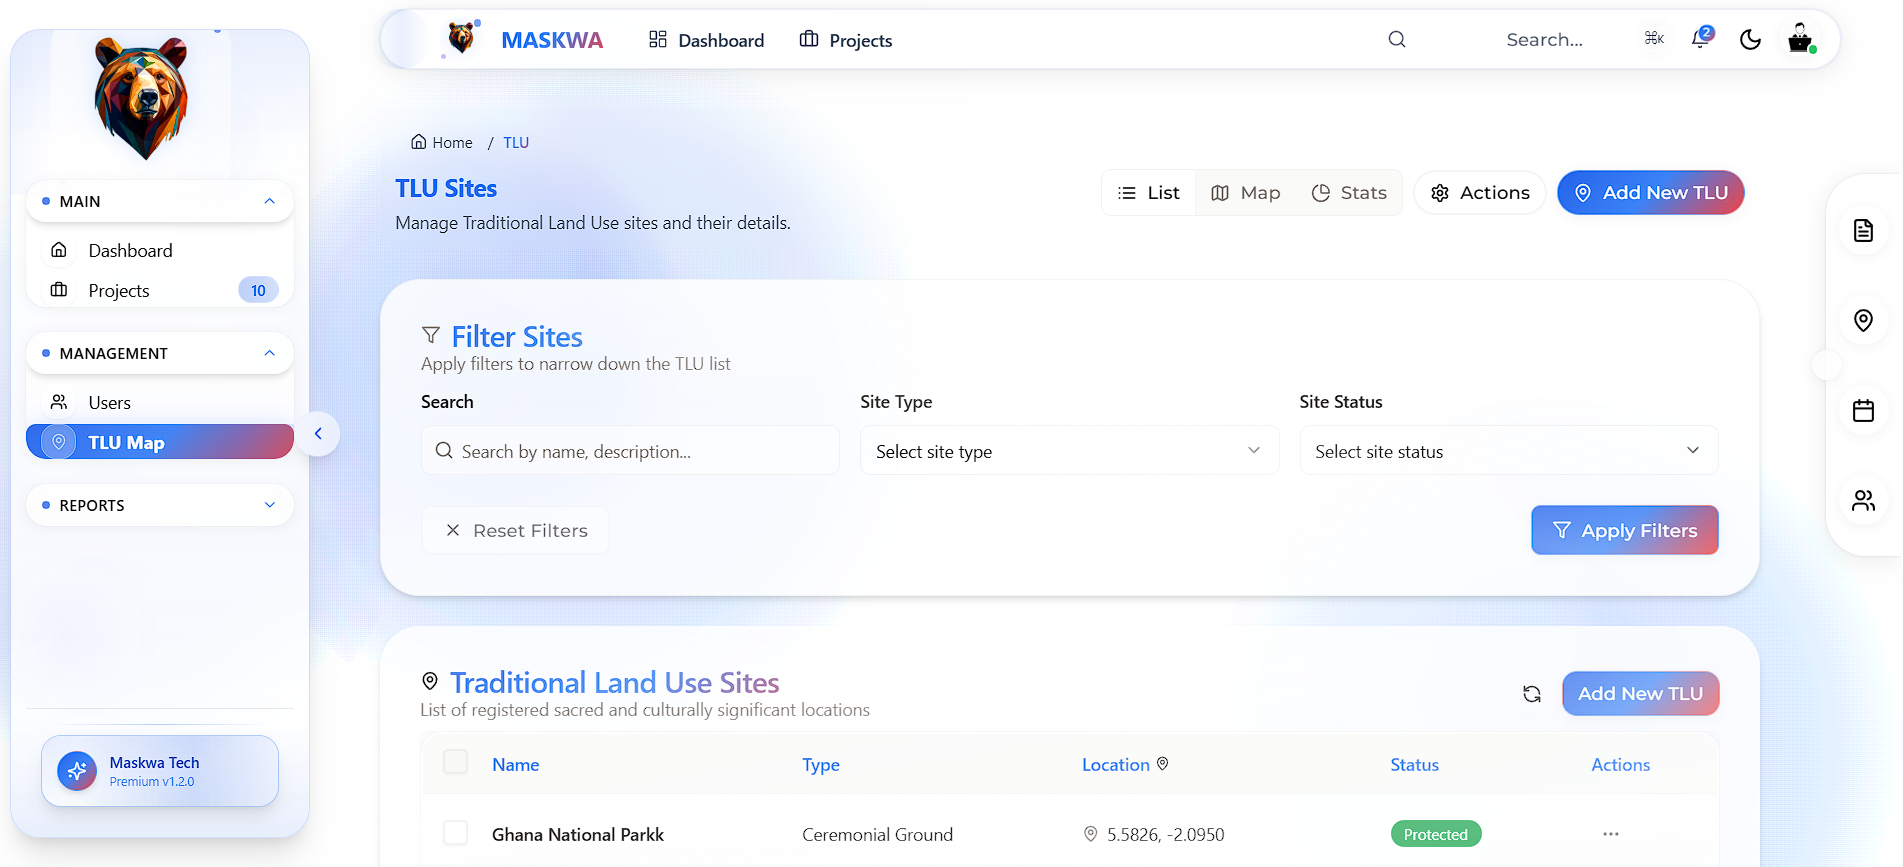 MASKWA
Dashboard
Projects
Search...
⌘K
2
MAIN
Dashboard
Projects
10
MANAGEMENT
Users
TLU Map
REPORTS
Maskwa Tech
Premium v1.2.0
Home / TLU
TLU Sites
Manage Traditional Land Use sites and their details.
List
Map
Stats
Actions
Add New TLU
Filter Sites
Apply filters to narrow down the TLU list
Search
Site Type
Site Status
Search by name, description...
Select site type
Select site status
Reset Filters
Apply Filters
Traditional Land Use Sites
List of registered sacred and culturally significant locations
Add New TLU
Name Type Location Status Actions
Ghana National Parkk Ceremonial Ground 5.5826, -2.0950 Protected ...